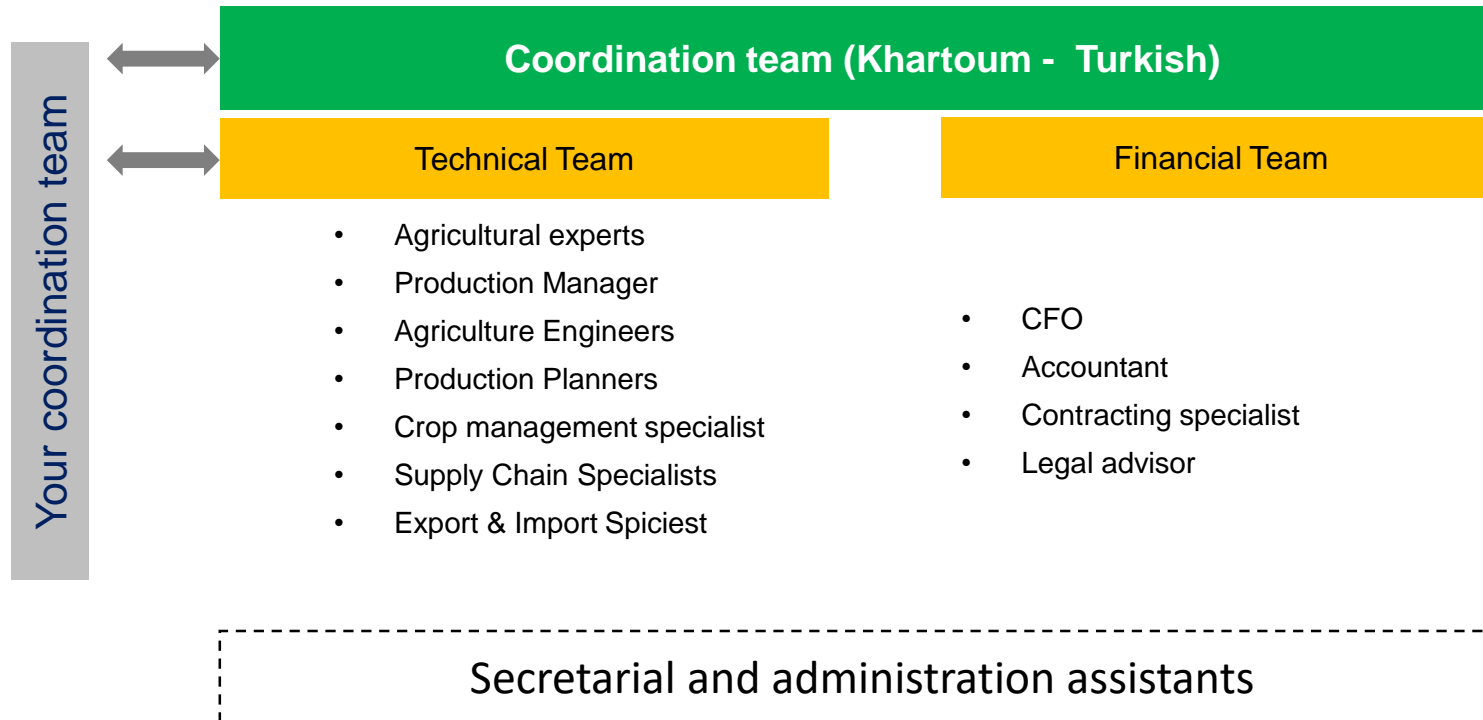 Your coordination team
Coordination team (Khartoum -  Turkish)
Technical Team
• Agricultural experts
• Production Manager
• Agriculture Engineers
• Production Planners
• Crop management specialist
• Supply Chain Specialists
• Export & Import Spiciest
Financial Team
• CFO
• Accountant
• Contracting specialist
• Legal advisor
Secretarial and administration assistants